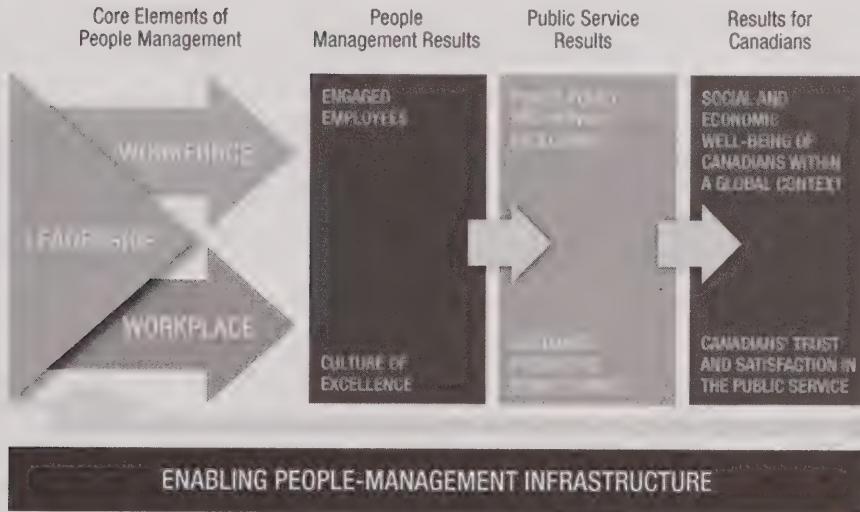 Core Elements of
People Management
People
Management Results
Public Service
Results
Results for
Canadians
WORKFORCE
LEADERSHIP
WORKPLACE
ENGAGED
EMPLOYEES
CULTURE OF
EXCELLENCE
SOCIAL AND
ECONOMIC
WELL-BEING OF
CANADIANS WITHIN
A GLOBAL CONTEXT
CANADIANS' TRUST
AND SATISFACTION IN
THE PUBLIC SERVICE
ENABLING PEOPLE-MANAGEMENT INFRASTRUCTURE